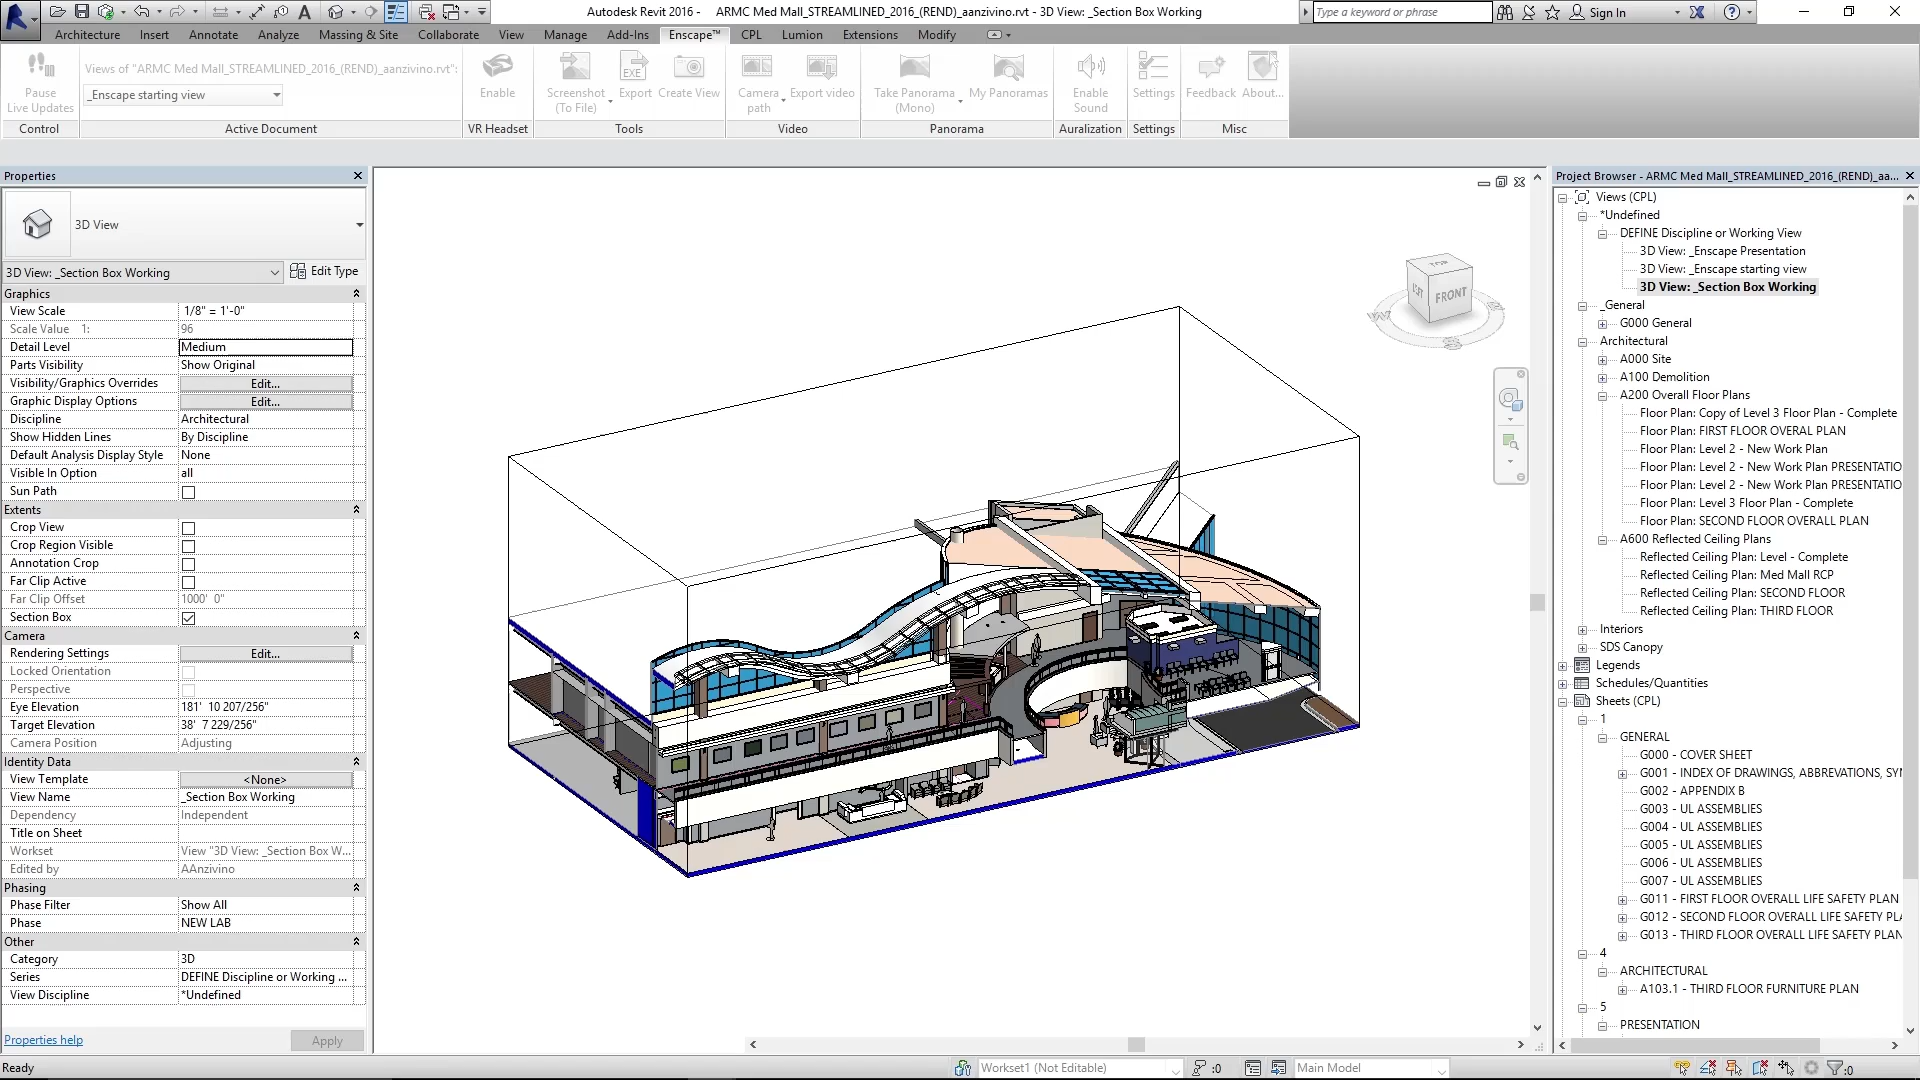 Autodesk Revit 2016 - ARMC Med Mall_STREAMLINED_2016_(REND)_aanzivino.rvt - 3D View: _Section Box Working
Type a keyword or phrase
Sign In
Architecture Insert Annotate Analyze Massing & Site Collaborate View Manage Add-Ins Enscape™ CPL Lumion Extensions Modify
Views of "ARMC Med Mall_STREAMLINED_2016_(REND)_aanzivino.rvt":
_Enscape starting view
Pause
Live Updates
Enable
Screenshot
(To File)
Export
Create View
Camera
path
Export video
Take Panorama
(Mono)
My Panoramas
Enable
Sound
Settings
Feedback
About...
Control Active Document VR Headset Tools Video Panorama Auralization Settings Misc
Properties
3D View
3D View: _Section Box Working
Edit Type
Graphics
View Scale 1/8" = 1'-0"
Scale Value 1: 96
Detail Level Medium
Parts Visibility Show Original
Visibility/Graphics Overrides Edit...
Graphic Display Options Edit...
Discipline Architectural
Show Hidden Lines By Discipline
Default Analysis Display Style None
Visible In Option all
Sun Path
Extents
Crop View
Crop Region Visible
Annotation Crop
Far Clip Active
Far Clip Offset 1000' 0"
Section Box
Camera
Rendering Settings Edit...
Locked Orientation
Perspective
Eye Elevation 181' 10 207/256"
Target Elevation 38' 7 229/256"
Camera Position Adjusting
Identity Data
View Template <None>
View Name _Section Box Working
Dependency Independent
Title on Sheet
Workset View "3D View: _Section Box W...
Edited by AAnzivino
Phasing
Phase Filter Show All
Phase NEW LAB
Other
Category 3D
Series DEFINE Discipline or Working ...
View Discipline *Undefined
Properties help
Apply
TOP
LEFT
FRONT
W
S
Project Browser - ARMC Med Mall_STREAMLINED_2016_(REND)_aa...
Views (CPL)
*Undefined
DEFINE Discipline or Working View
3D View: _Enscape Presentation
3D View: _Enscape starting view
3D View: _Section Box Working
_General
G000 General
Architectural
A000 Site
A100 Demolition
A200 Overall Floor Plans
Floor Plan: Copy of Level 3 Floor Plan - Complete
Floor Plan: FIRST FLOOR OVERAL PLAN
Floor Plan: Level 2 - New Work Plan
Floor Plan: Level 2 - New Work Plan PRESENTATIO
Floor Plan: Level 2 - New Work Plan PRESENTATIO
Floor Plan: Level 3 Floor Plan - Complete
Floor Plan: SECOND FLOOR OVERALL PLAN
A600 Reflected Ceiling Plans
Reflected Ceiling Plan: Level - Complete
Reflected Ceiling Plan: Med Mall RCP
Reflected Ceiling Plan: SECOND FLOOR
Reflected Ceiling Plan: THIRD FLOOR
Interiors
SDS Canopy
Legends
Schedules/Quantities
Sheets (CPL)
1
GENERAL
G000 - COVER SHEET
G001 - INDEX OF DRAWINGS, ABBREVATIONS, SY
G002 - APPENDIX B
G003 - UL ASSEMBLIES
G004 - UL ASSEMBLIES
G005 - UL ASSEMBLIES
G006 - UL ASSEMBLIES
G007 - UL ASSEMBLIES
G011 - FIRST FLOOR OVERALL LIFE SAFETY PLAN
G012 - SECOND FLOOR OVERALL LIFE SAFETY PLA
G013 - THIRD FLOOR OVERALL LIFE SAFETY PLAN
4
ARCHITECTURAL
A103.1 - THIRD FLOOR FURNITURE PLAN
5
PRESENTATION
Ready
Workset1 (Not Editable)
:0
Main Model
:0